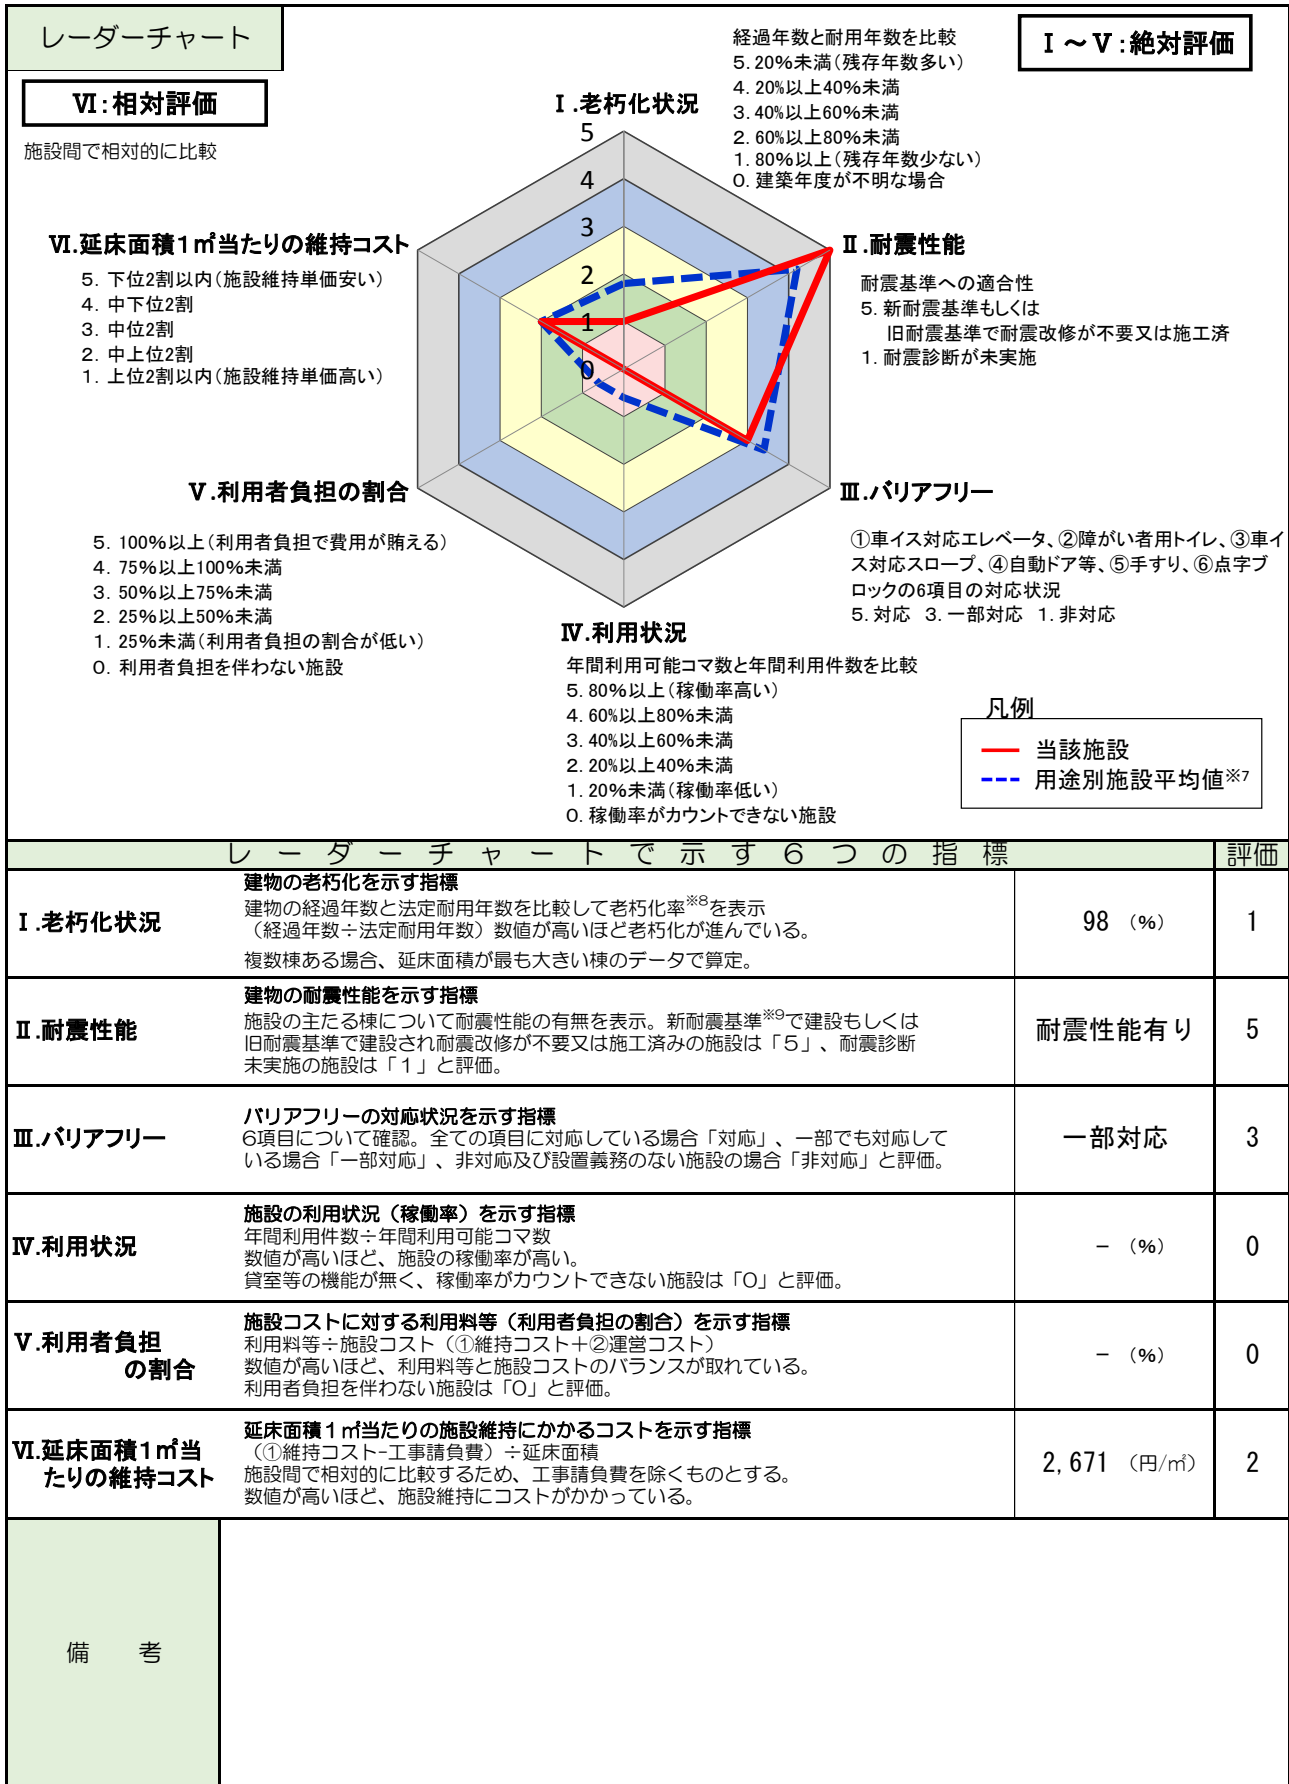 レーダーチャート
Ⅰ～Ⅴ:絶対評価
Ⅵ:相対評価
施設間で相対的に比較
経過年数と耐用年数を比較
5.20%未満(残存年数多い)
4.20%以上40%未満
3.40%以上60%未満
2.60%以上80%未満
1.80%以上(残存年数少ない)
0.建築年度が不明な場合
Ⅰ.老朽化状況
5
4
3
2
1
0
Ⅱ.耐震性能
耐震基準への適合性
5.新耐震基準もしくは
旧耐震基準で耐震改修が不要又は施工済
1.耐震診断が未実施
Ⅵ.延床面積1㎡当たりの維持コスト
5.下位2割以内(施設維持単価安い)
4.中下位2割
3.中位2割
2.中上位2割
1.上位2割以内(施設維持単価高い)
Ⅲ.バリアフリー
①車イス対応エレベータ、②障がい者用トイレ、③車イ
ス対応スロープ、④自動ドア等、⑤手すり、⑥点字ブ
ロックの6項目の対応状況
5.対応 3.一部対応 1.非対応
Ⅴ.利用者負担の割合
5.100%以上(利用者負担で費用が賄える)
4.75%以上100%未満
3.50%以上75%未満
2.25%以上50%未満
1.25%未満(利用者負担の割合が低い)
0.利用者負担を伴わない施設
Ⅳ.利用状況
年間利用可能コマ数と年間利用件数を比較
5.80%以上(稼働率高い)
4.60%以上80%未満
3.40%以上60%未満
2.20%以上40%未満
1.20%未満(稼働率低い)
0.稼働率がカウントできない施設
凡例
当該施設
用途別施設平均値※7
レーダーチャートで示す6つの指標 評価
Ⅰ.老朽化状況
建物の老朽化を示す指標
建物の経過年数と法定耐用年数を比較して老朽化率※8を表示
（経過年数÷法定耐用年数）数値が高いほど老朽化が進んでいる。
複数棟ある場合、延床面積が最も大きい棟のデータで算定。
98 (%) 1
Ⅱ.耐震性能
建物の耐震性能を示す指標
施設の主たる棟について耐震性能の有無を表示。新耐震基準※9で建設もしくは
旧耐震基準で建設され耐震改修が不要又は施工済みの施設は「5」、耐震診断
未実施の施設は「1」と評価。
耐震性能有り 5
Ⅲ.バリアフリー
バリアフリーの対応状況を示す指標
6項目について確認。全ての項目に対応している場合「対応」、一部でも対応して
いる場合「一部対応」、非対応及び設置義務のない施設の場合「非対応」と評価。
一部対応 3
Ⅳ.利用状況
施設の利用状況（稼働率）を示す指標
年間利用件数÷年間利用可能コマ数
数値が高いほど、施設の稼働率が高い。
貸室等の機能が無く、稼働率がカウントできない施設は「0」と評価。
－ (%) 0
Ⅴ.利用者負担
の割合
施設コストに対する利用料等（利用者負担の割合）を示す指標
利用料等÷施設コスト（①維持コスト＋②運営コスト）
数値が高いほど、利用料等と施設コストのバランスが取れている。
利用者負担を伴わない施設は「0」と評価。
－ (%) 0
Ⅵ.延床面積1㎡当
たりの維持コスト
延床面積1㎡当たりの施設維持にかかるコストを示す指標
（①維持コスト-工事請負費）÷延床面積
施設間で相対的に比較するため、工事請負費を除くものとする。
数値が高いほど、施設維持にコストがかかっている。
2,671 (円/㎡) 2
備 考